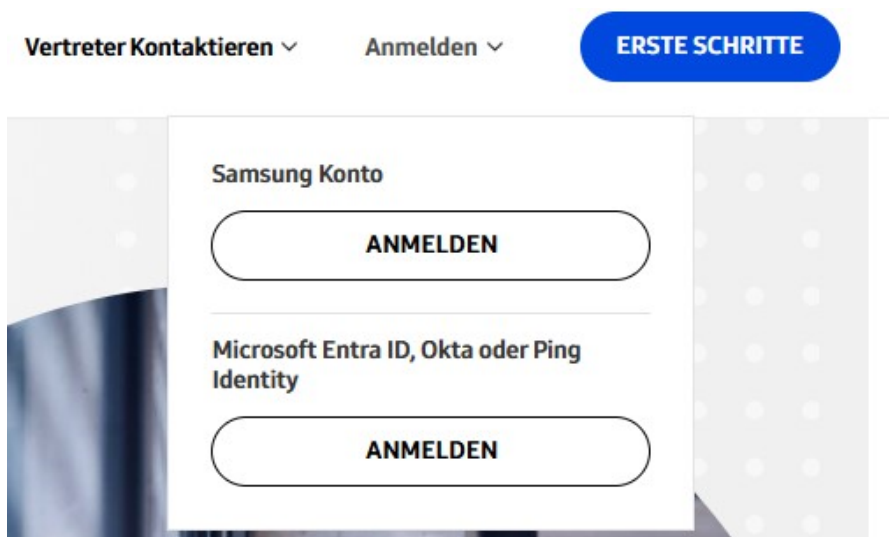 Vertreter Kontaktieren
Anmelden
ERSTE SCHRITTE
Samsung Konto
ANMELDEN
Microsoft Entra ID, Okta oder Ping
Identity
ANMELDEN